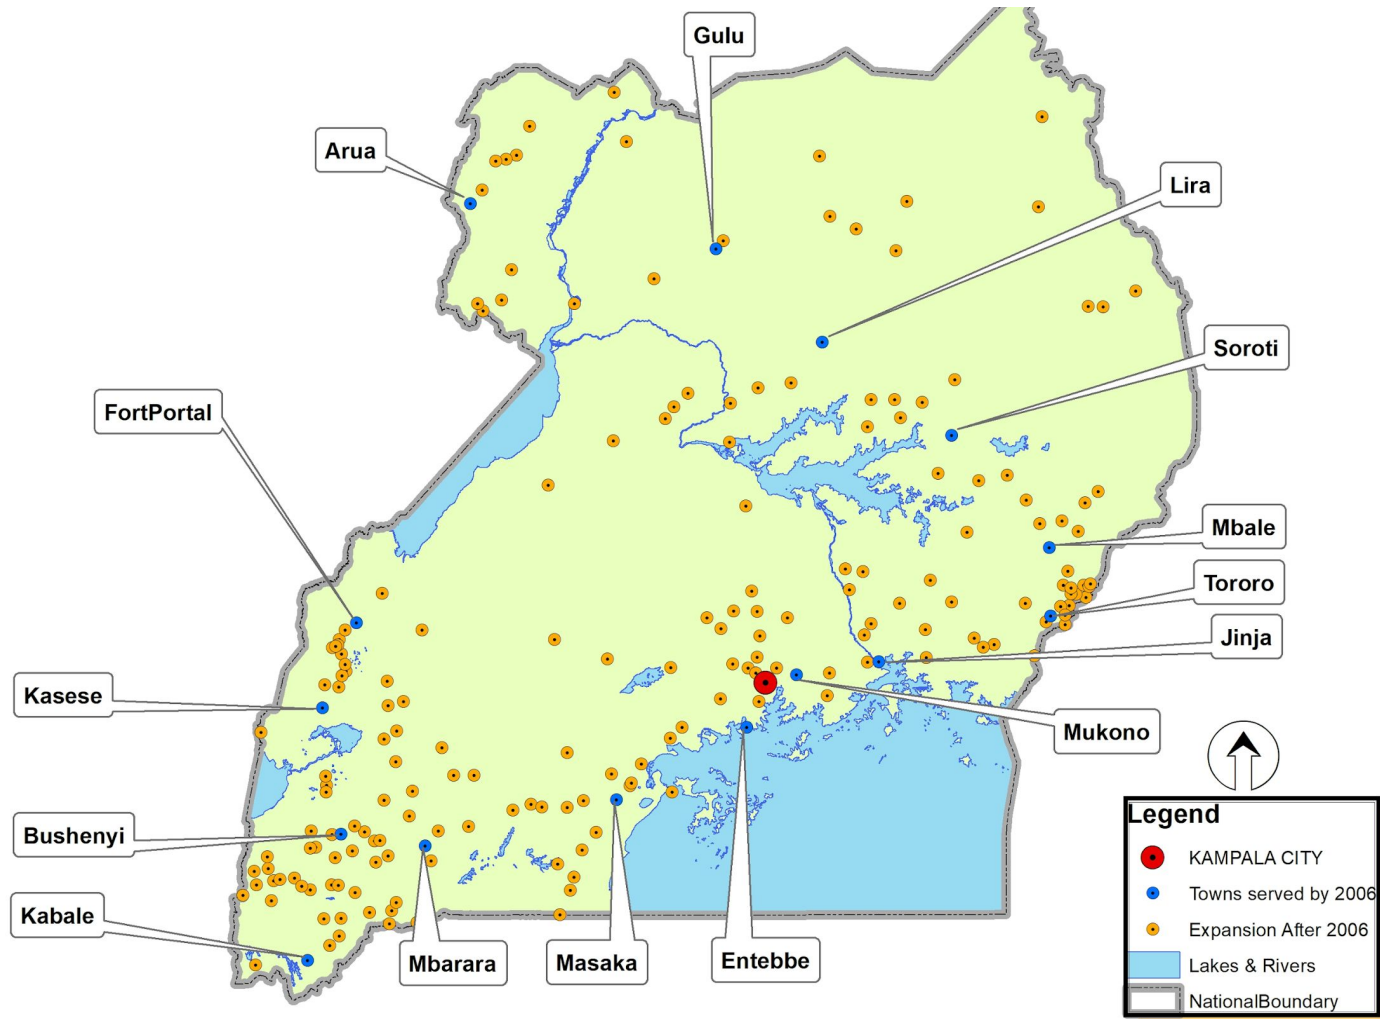 Gulu
Arua
Lira
Soroti
FortPortal
Mbale
Tororo
Jinja
Kasese
Mukono
Bushenyi
Kabale
Mbarara
Masaka
Entebbe
Legend
KAMPALA CITY
Towns served by 2006
Expansion After 2006
Lakes & Rivers
NationalBoundary